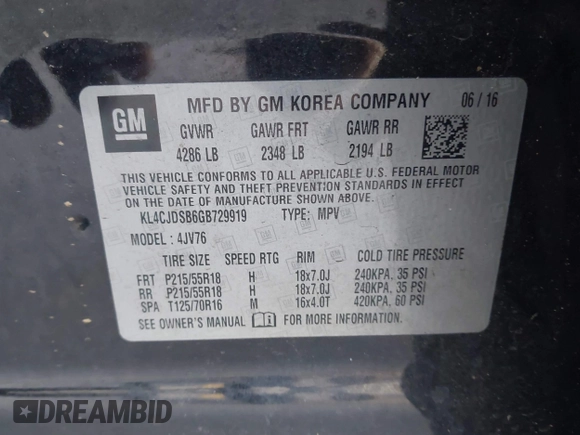 GM
MFD BY GM KOREA COMPANY 06 / 16
GVWR GAWR FRT GAWR RR
4286 LB 2348 LB 2194 LB
THIS VEHICLE CONFORMS TO ALL APPLICABLE U.S. FEDERAL MOTOR
VEHICLE SAFETY AND THEFT PREVENTION STANDARDS IN EFFECT
ON THE DATE OF MANUFACTURE SHOWN ABOVE.
KL4CJDSB6GB729919 TYPE: MPV
MODEL : 4JV76
TIRE SIZE SPEED RTG RIM COLD TIRE PRESSURE
FRT P215/55R18 H 18x7.0J 240KPA, 35 PSI
RR P215/55R18 H 18x7.0J 240KPA, 35 PSI
SPA T125/70R16 M 16x4.0T 420KPA, 60 PSI
SEE OWNER'S MANUAL FOR MORE INFORMATION.
DREAMBID